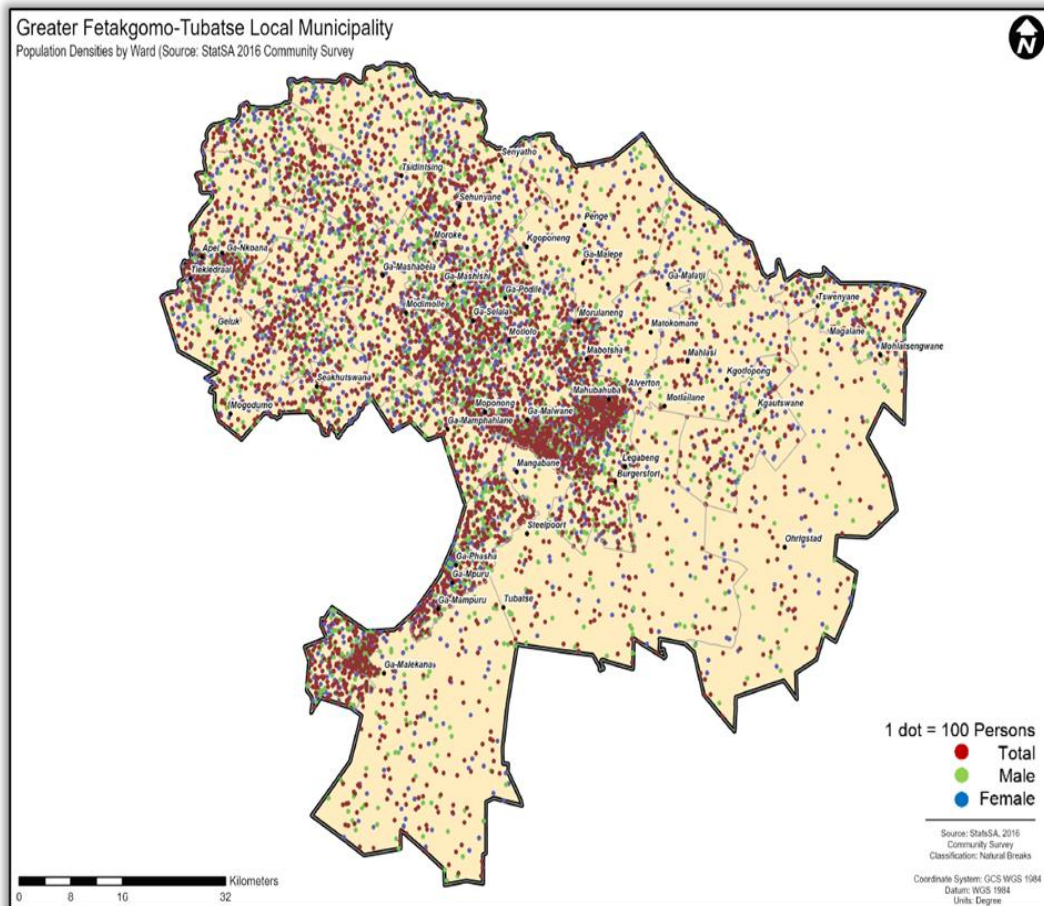 Greater Fetakgomo-Tubatse Local Municipality
Population Densities by Ward (Source: StatSA 2016 Community Survey
N
Senyatho
Tsidintsing
Sehunyane
Penge
Moroke
Kgoponeng
Apel
Ga-Nkoana
Ga-Malepe
Tiekiedraai
Ga-Mashabela
Ga-Mashishi
Ga-Malatji
Ga-Podile
Tswenyane
Modimolle
Ga-Selala
Morulaneng
Geluk
Matokomane
Magalane
Motlolo
Mohlatsengwane
Mabotsha
Mahlasi
Seakhutswana
Alverton
Kgotlopong
Mahubahuba
Motlailane
Kgautswane
Mogodumo
Moponong
Ga-Mamphahlane
Ga-Malwane
Legabeng
Mangabane
Burgersfort
Steelpoort
Ohrigstad
Ga-Phasha
Ga-Mpuru
Ga-Mampuru
Tubatse
Ga-Malekana
1 dot = 100 Persons
Total
Male
Female
Source: StatsSA, 2016
Community Survey
Classification: Natural Breaks
Coordinate System: GCS WGS 1984
Datum: WGS 1984
Units: Degree
Kilometers
0 8 16 32